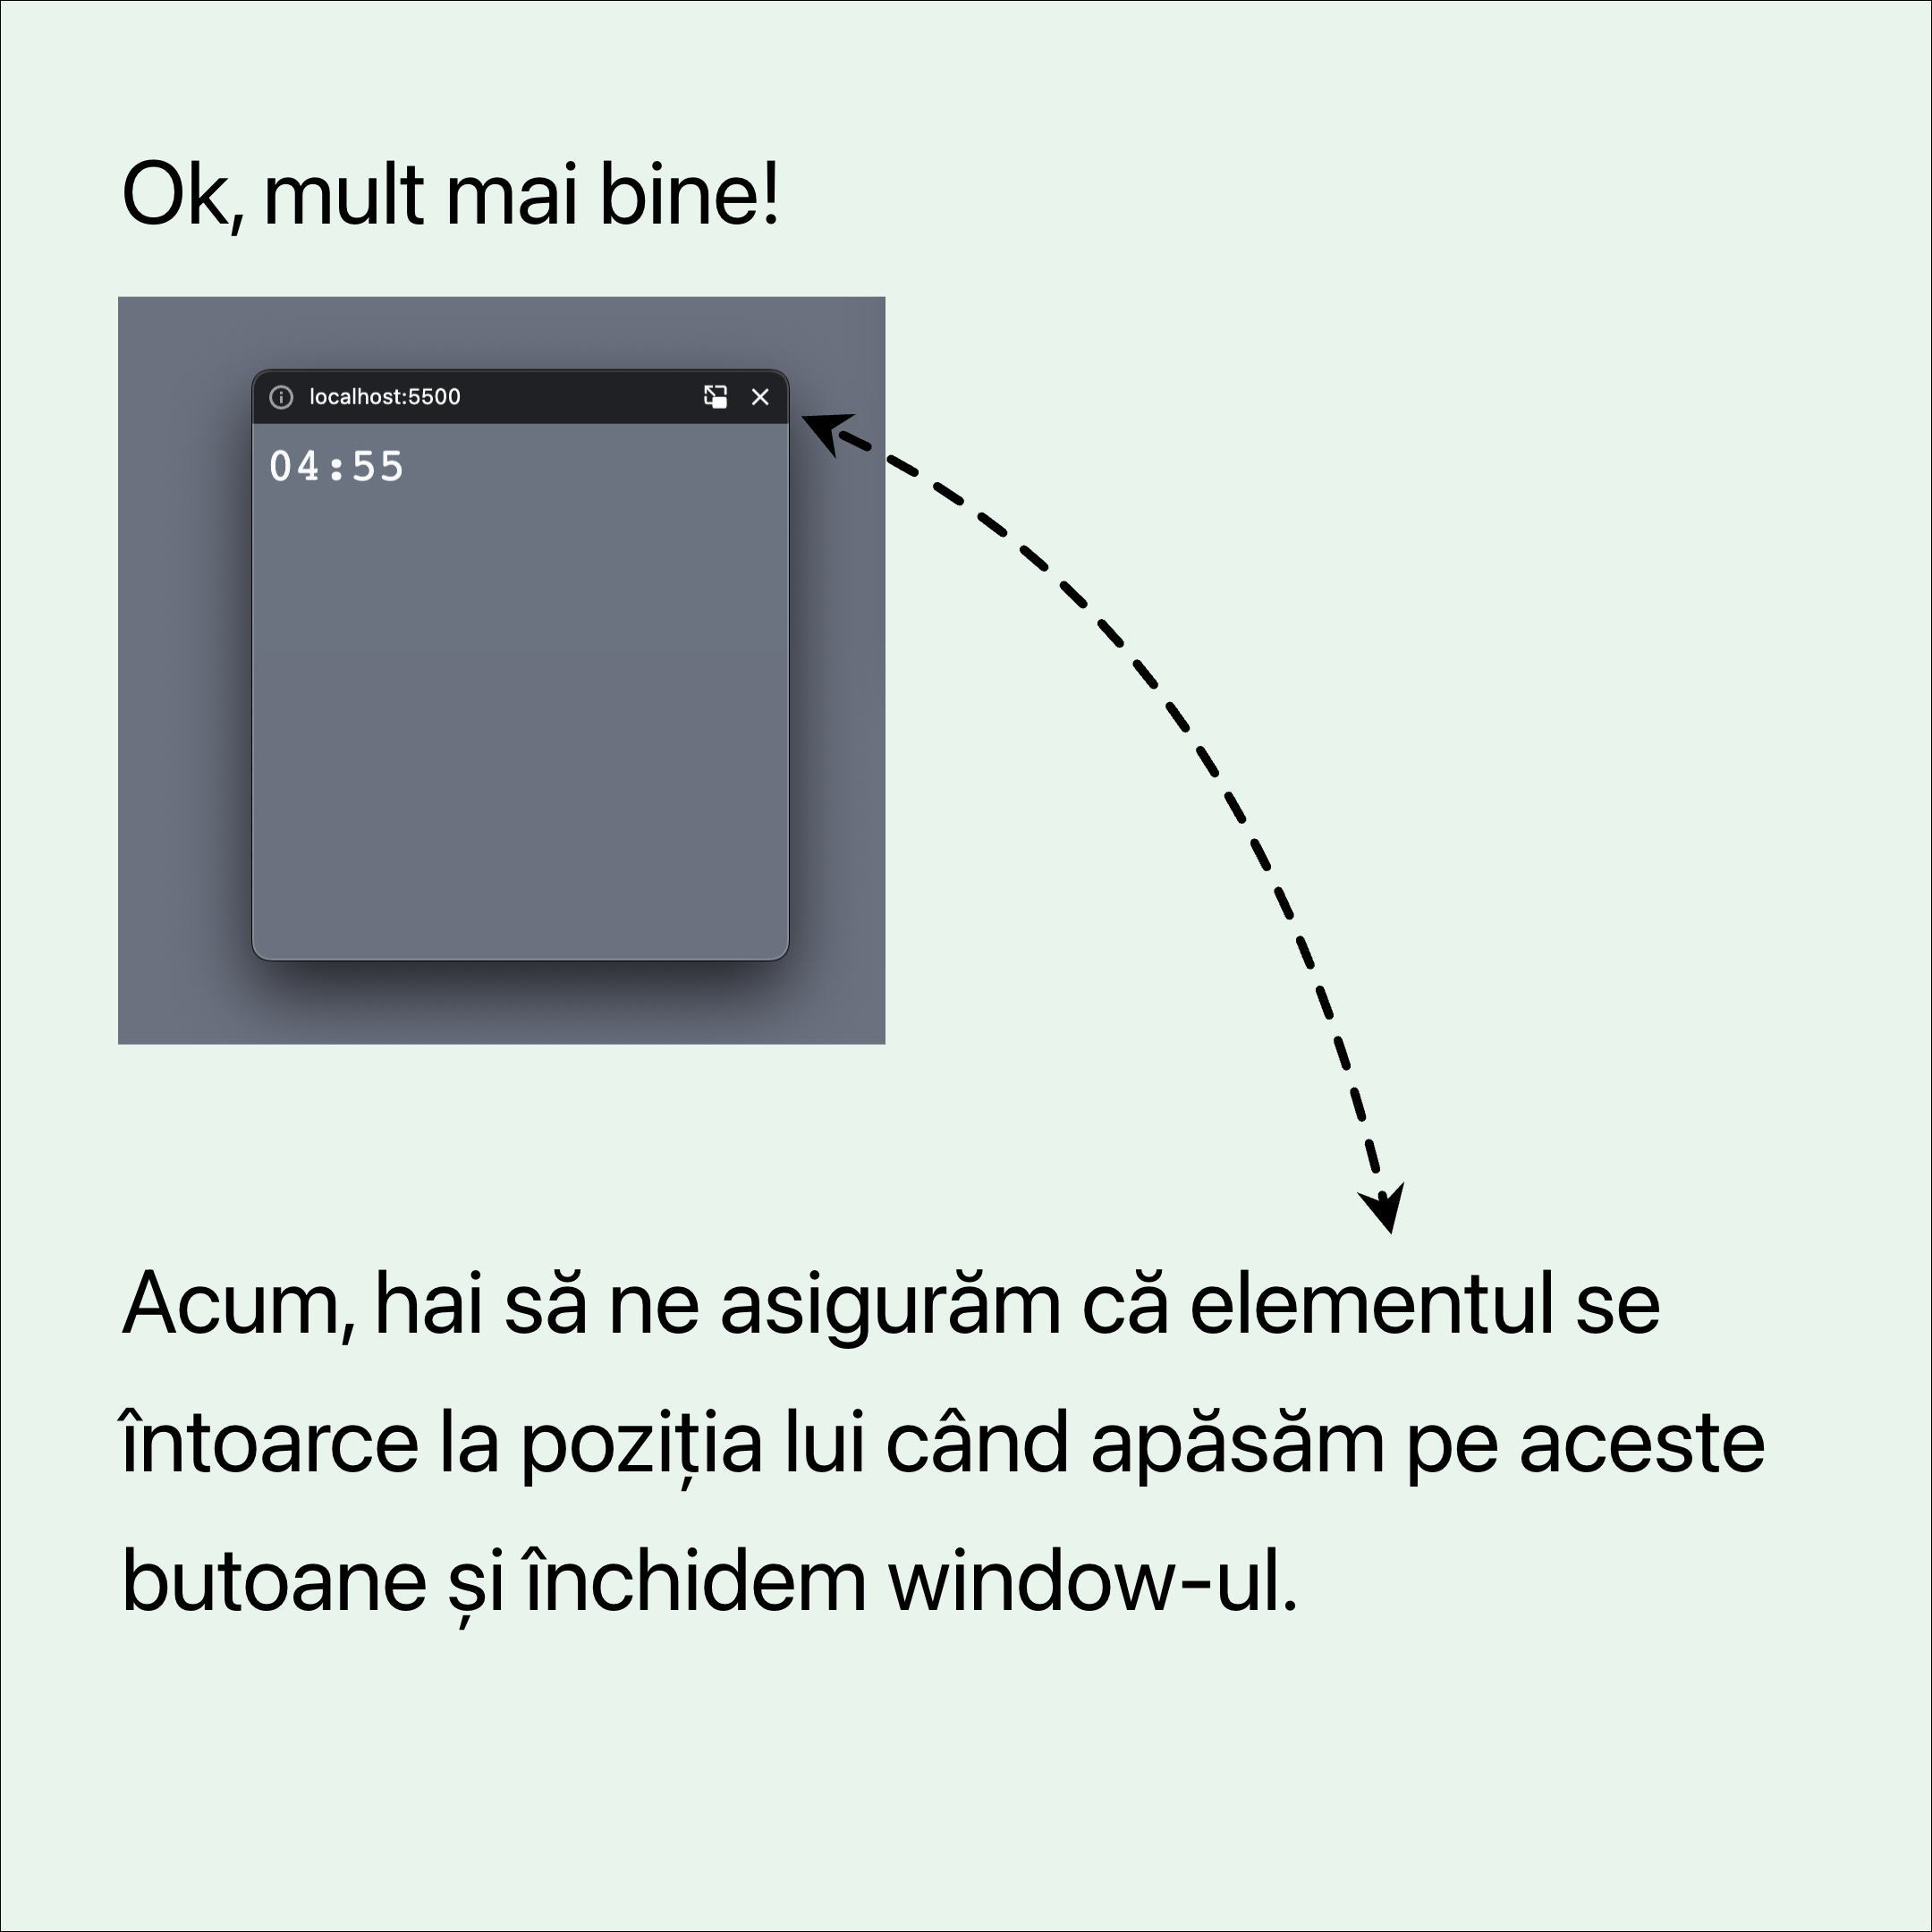 Ok, mult mai bine!
localhost:5500
04:55
Acum, hai să ne asigurăm că elementul se
întoarce la poziția lui când apăsăm pe aceste
butoane și închidem window-ul.